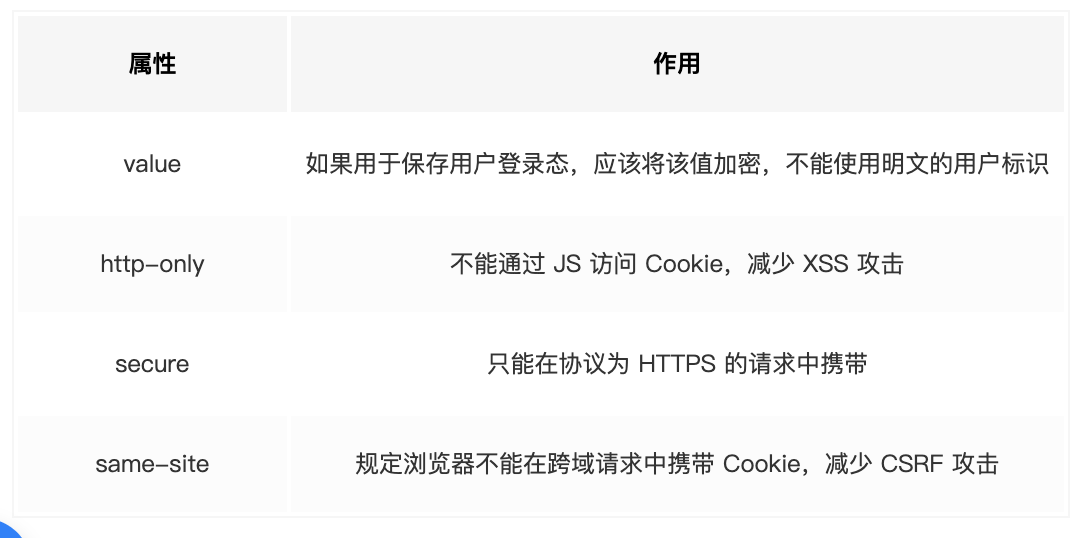 属性 作用
value 如果用于保存用户登录态，应该将该值加密，不能使用明文的用户标识
http-only 不能通过 JS 访问 Cookie，减少 XSS 攻击
secure 只能在协议为 HTTPS 的请求中携带
same-site 规定浏览器不能在跨域请求中携带 Cookie，减少 CSRF 攻击